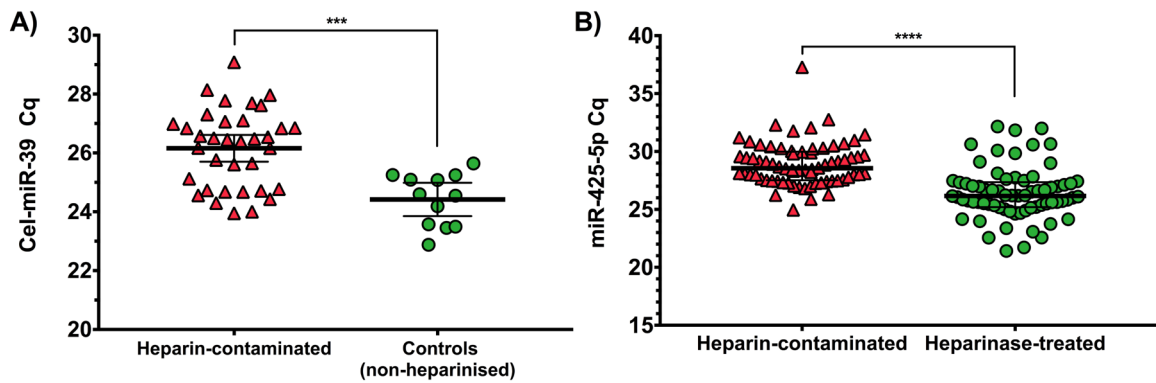 A)
***
Cel-miR-39 Cq
30
28
26
24
22
20
Heparin-contaminated
Controls
(non-heparinised)
B)
****
miR-425-5p Cq
40
35
30
25
20
15
Heparin-contaminated
Heparinase-treated